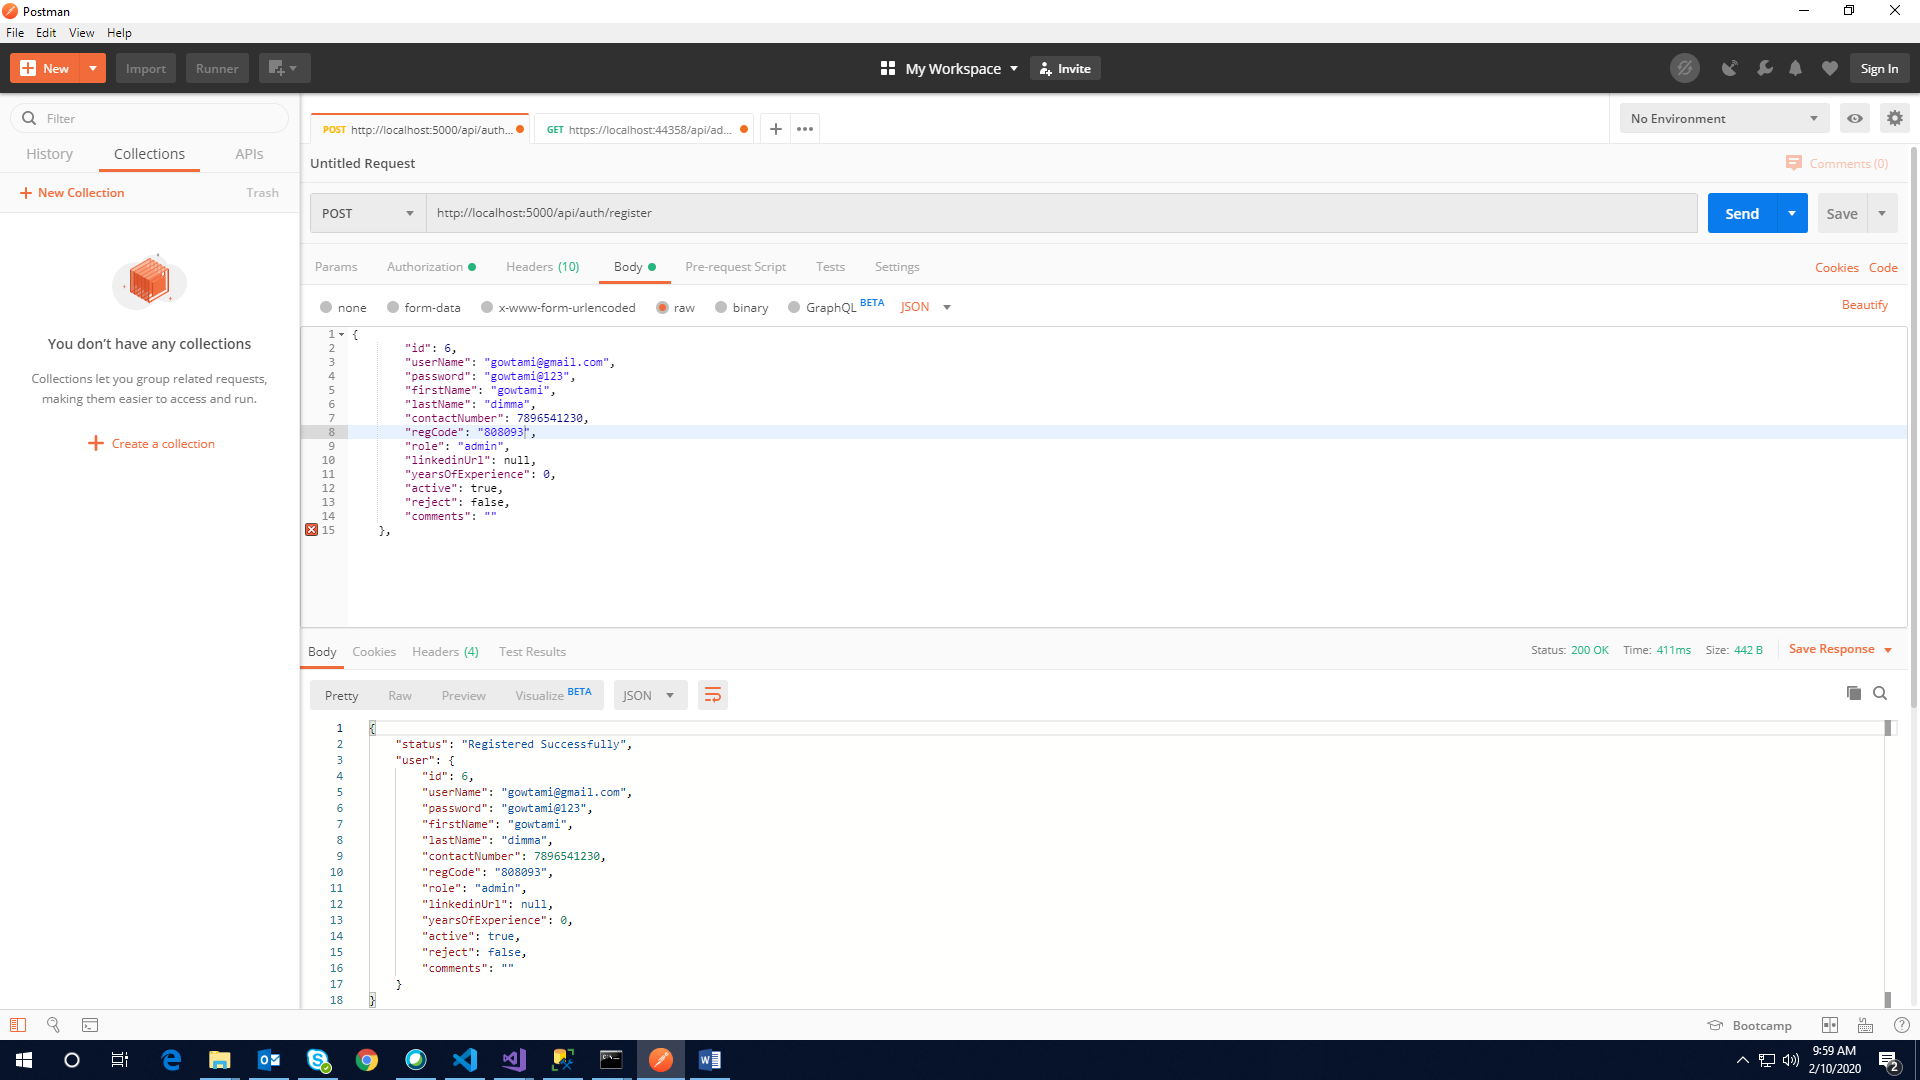 Postman
File Edit View Help
New Import Runner My Workspace Invite Sign In
Filter
History Collections APIs
New Collection Trash
You don't have any collections
Collections let you group related requests,
making them easier to access and run.
Create a collection
POST http://localhost:5000/api/auth... GET https://localhost:44358/api/ad... No Environment
Untitled Request Comments (0)
POST http://localhost:5000/api/auth/register Send Save
Params Authorization Headers (10) Body Pre-request Script Tests Settings Cookies Code
none form-data x-www-form-urlencoded raw binary GraphQL BETA JSON Beautify
1 {
2 "id": 6,
3 "userName": "gowtami@gmail.com",
4 "password": "gowtami@123",
5 "firstName": "gowtami",
6 "lastName": "dimma",
7 "contactNumber": 7896541230,
8 "regCode": "808093",
9 "role": "admin",
10 "linkedinUrl": null,
11 "yearsOfExperience": 0,
12 "active": true,
13 "reject": false,
14 "comments": ""
15 },
Body Cookies Headers (4) Test Results Status: 200 OK Time: 411ms Size: 442 B Save Response
Pretty Raw Preview Visualize BETA JSON
1 {
2 "status": "Registered Successfully",
3 "user": {
4 "id": 6,
5 "userName": "gowtami@gmail.com",
6 "password": "gowtami@123",
7 "firstName": "gowtami",
8 "lastName": "dimma",
9 "contactNumber": 7896541230,
10 "regCode": "808093",
11 "role": "admin",
12 "linkedinUrl": null,
13 "yearsOfExperience": 0,
14 "active": true,
15 "reject": false,
16 "comments": ""
17 }
18 }
Bootcamp
9:59 AM
2/10/2020
2